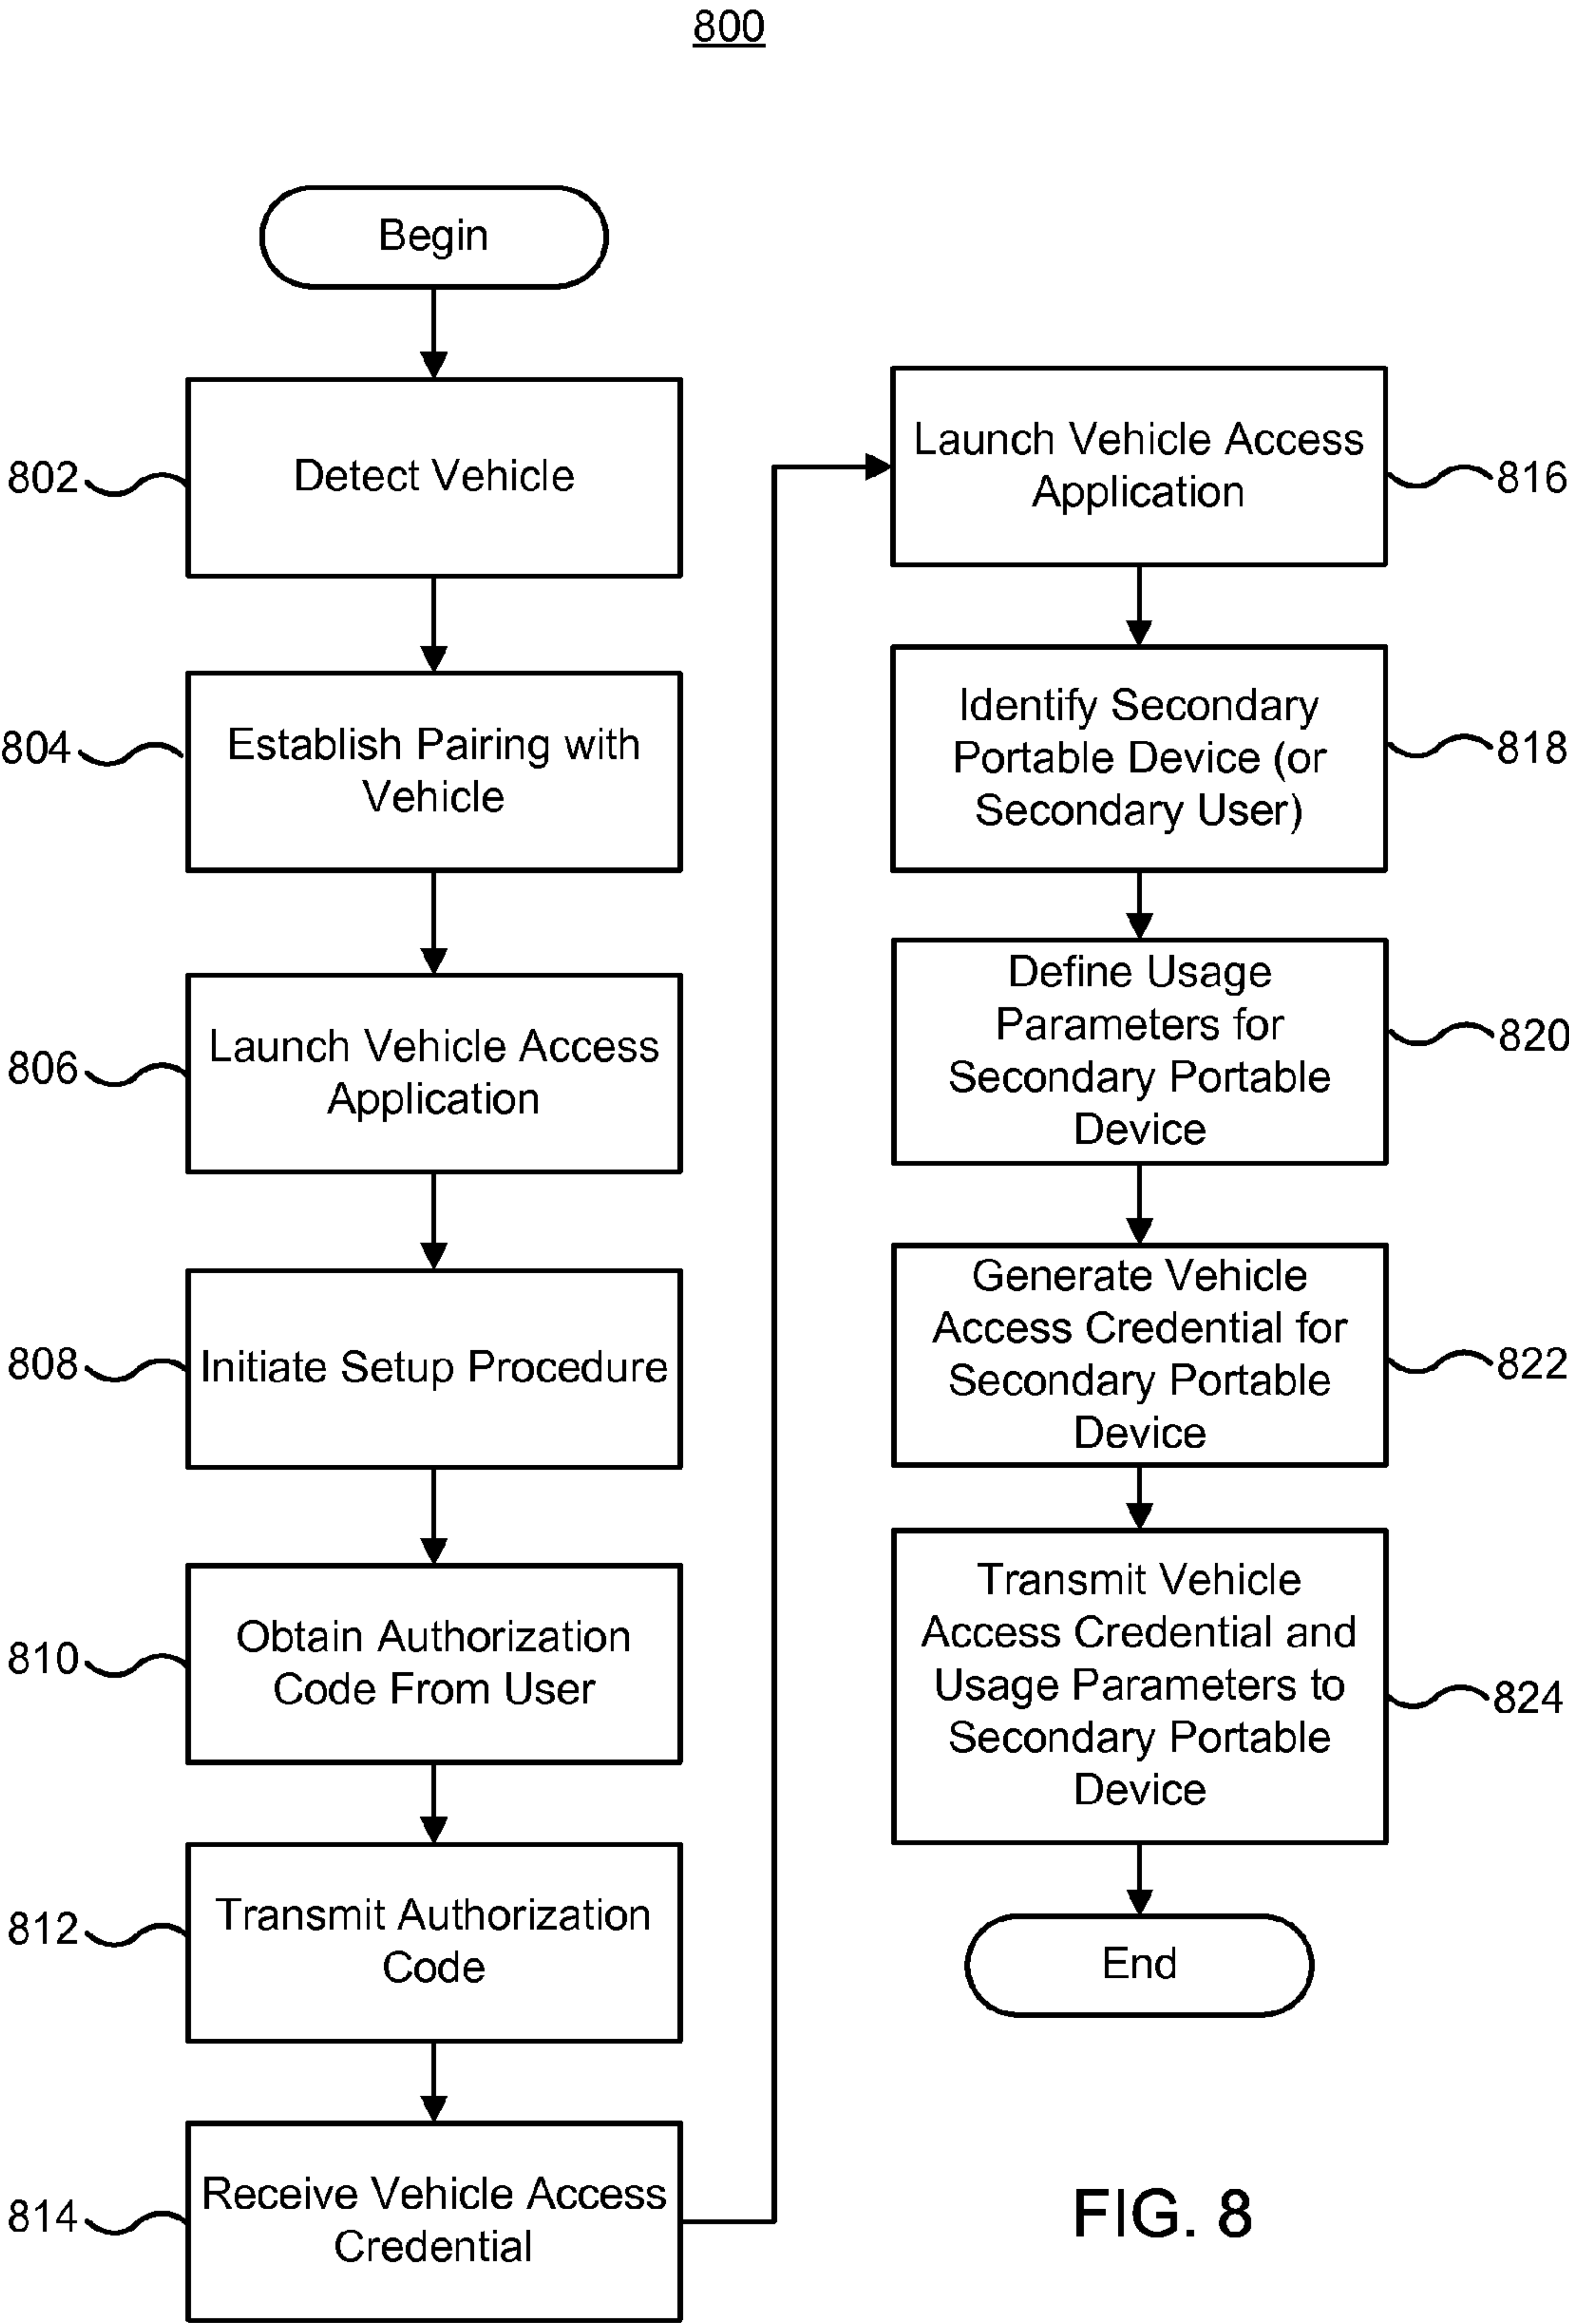 800
Begin
802
Detect Vehicle
804
Establish Pairing with
Vehicle
806
Launch Vehicle Access
Application
808
Initiate Setup Procedure
810
Obtain Authorization
Code From User
812
Transmit Authorization
Code
814
Receive Vehicle Access
Credential
Launch Vehicle Access
Application
816
Identify Secondary
Portable Device (or
Secondary User)
818
Define Usage
Parameters for
Secondary Portable
Device
820
Generate Vehicle
Access Credential for
Secondary Portable
Device
822
Transmit Vehicle
Access Credential and
Usage Parameters to
Secondary Portable
Device
824
End
FIG. 8